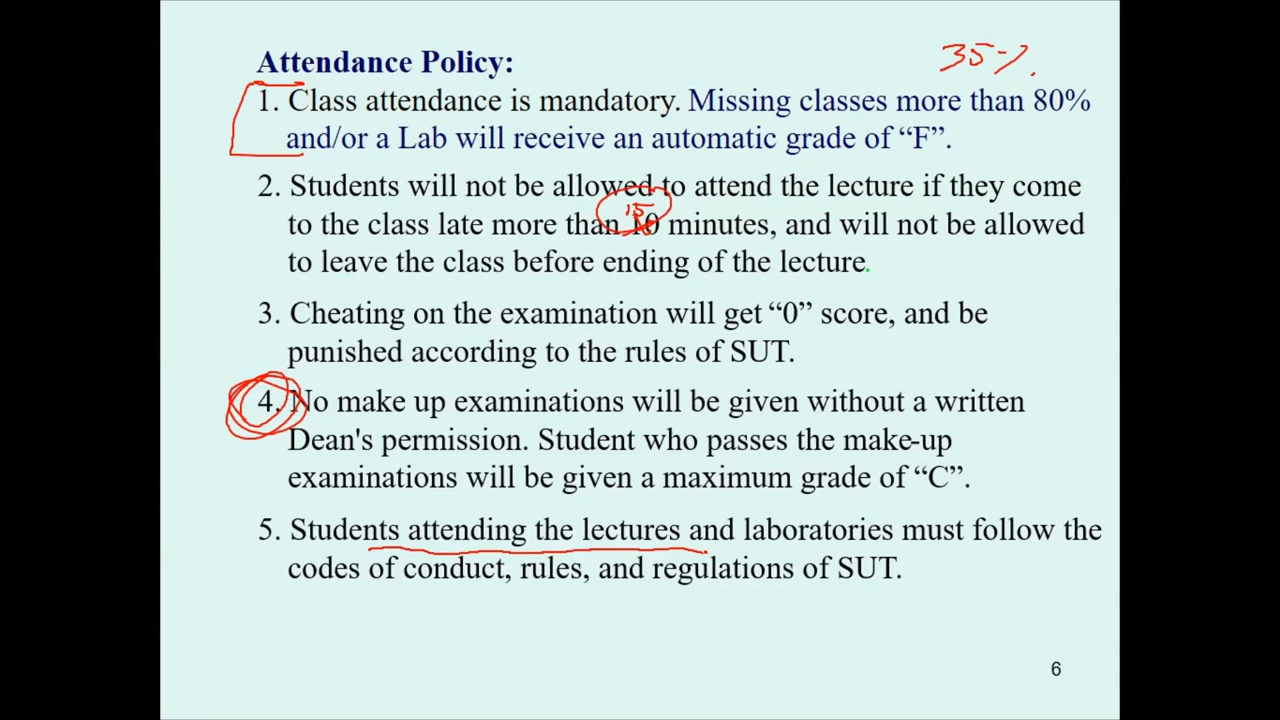 35%
Attendance Policy:
1. Class attendance is mandatory. Missing classes more than 80%
and/or a Lab will receive an automatic grade of “F”.
2. Students will not be allowed to attend the lecture if they come
15
to the class late more than 10 minutes, and will not be allowed
to leave the class before ending of the lecture.
3. Cheating on the examination will get “0” score, and be
punished according to the rules of SUT.
4. No make up examinations will be given without a written
Dean's permission. Student who passes the make-up
examinations will be given a maximum grade of “C”.
5. Students attending the lectures and laboratories must follow the
codes of conduct, rules, and regulations of SUT.
6